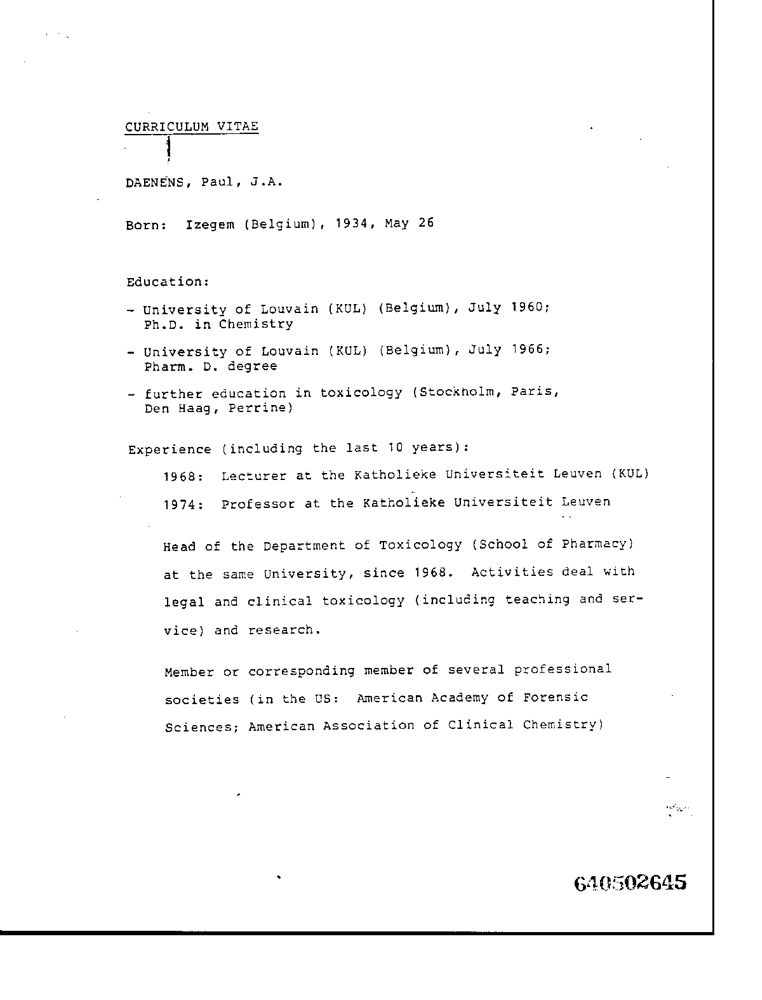 CURRICULUM VITAE
DAENENS, Paul, J.A.
Born: Izegem (Belgium), 1934, May 26
Education:
- University of Louvain (KUL) (Belgium), July 1960;
Ph.D. in Chemistry
- University of Louvain (KUL) (Belgium), July 1966;
Pharm. D. degree
- further education in toxicology (Stockholm, Paris,
Den Haag, Perrine)
Experience (including the last 10 years):
1968: Lecturer at the Katholieke Universiteit Leuven (KUL)
1974: Professor at the Katholieke Universiteit Leuven
Head of the Department of Toxicology (School of Pharmacy)
at the same University, since 1968. Activities deal with
legal and clinical toxicology (including teaching and ser-
vice) and research.
Member or corresponding member of several professional
societies (in the US: American Academy of Forensic
Sciences; American Association of Clinical Chemistry)
640502645